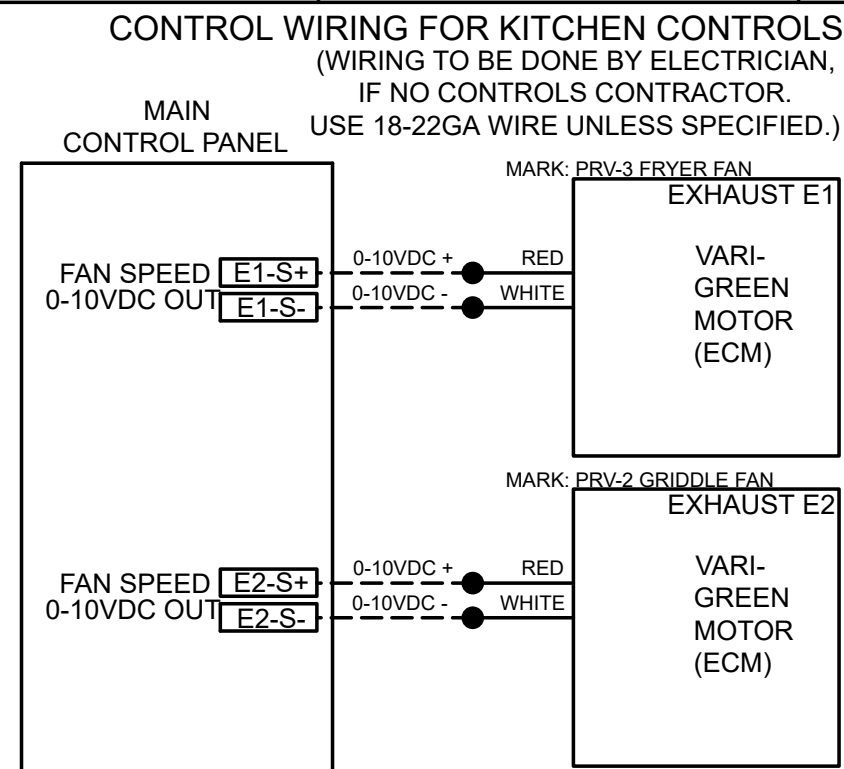 CONTROL WIRING FOR KITCHEN CONTROLS
(WIRING TO BE DONE BY ELECTRICIAN,
IF NO CONTROLS CONTRACTOR.
USE 18-22GA WIRE UNLESS SPECIFIED.)
MAIN
CONTROL PANEL
MARK: PRV-3 FRYER FAN
EXHAUST E1
FAN SPEED
0-10VDC OUT
E1-S+
E1-S-
0-10VDC +
0-10VDC -
RED
WHITE
VARI-
GREEN
MOTOR
(ECM)
MARK: PRV-2 GRIDDLE FAN
EXHAUST E2
FAN SPEED
0-10VDC OUT
E2-S+
E2-S-
0-10VDC +
0-10VDC -
RED
WHITE
VARI-
GREEN
MOTOR
(ECM)